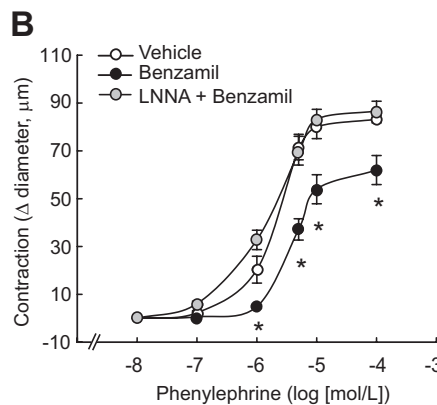 B
Vehicle
Benzamil
LNNA + Benzamil
Contraction (Δ diameter, μm)
110
90
70
50
30
10
-10
* * * *
-8 -7 -6 -5 -4 -3
Phenylephrine (log [mol/L])